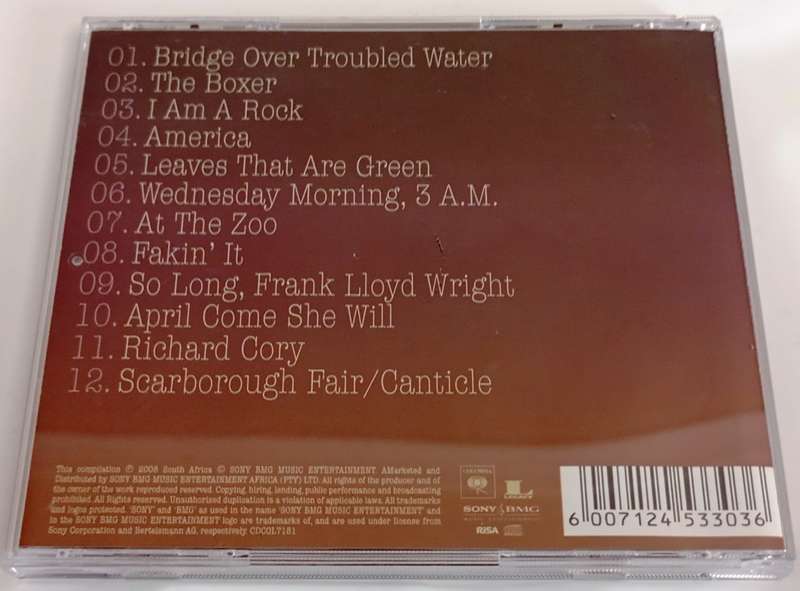 01. Bridge Over Troubled Water
02. The Boxer
03. I Am A Rock
04. America
05. Leaves That Are Green
06. Wednesday Morning, 3 A.M.
07. At The Zoo
08. Fakin' It
09. So Long, Frank Lloyd Wright
10. April Come She Will
11. Richard Cory
12. Scarborough Fair/Canticle
This compilation ℗ 2008 South Africa © SONY BMG MUSIC ENTERTAINMENT. AMarketed and
Distributed by SONY BMG MUSIC ENTERTAINMENT AFRICA (PTY) LTD. All rights of the producer and of
the owner of the work reproduced reserved. Copying, hiring, lending, public performance and broadcasting
prohibited. All Rights Reserved. Unauthorized duplication is a violation of applicable laws. All trademarks
and logos protected. 'SONY' and 'BMG' as used in the name 'SONY BMG MUSIC ENTERTAINMENT' and
in the SONY BMG MUSIC ENTERTAINMENT logo are trademarks of, and are used under license from
Sony Corporation and Bertelsmann AG, respectively. CDCOL7181
COLUMBIA
L LEGACY
SONY BMG
MUSIC ENTERTAINMENT
RiSA
6 007124 533036